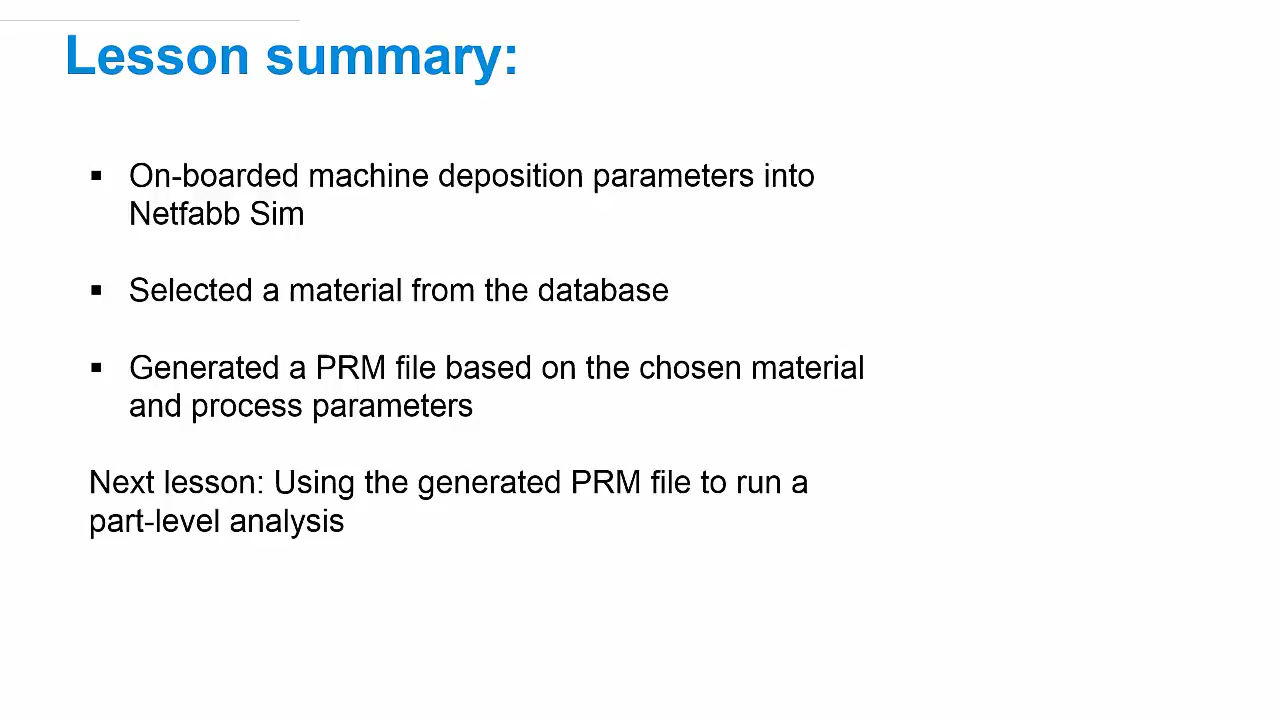 Lesson summary:
▪ On-boarded machine deposition parameters into
Netfabb Sim
▪ Selected a material from the database
▪ Generated a PRM file based on the chosen material
and process parameters
Next lesson: Using the generated PRM file to run a
part-level analysis